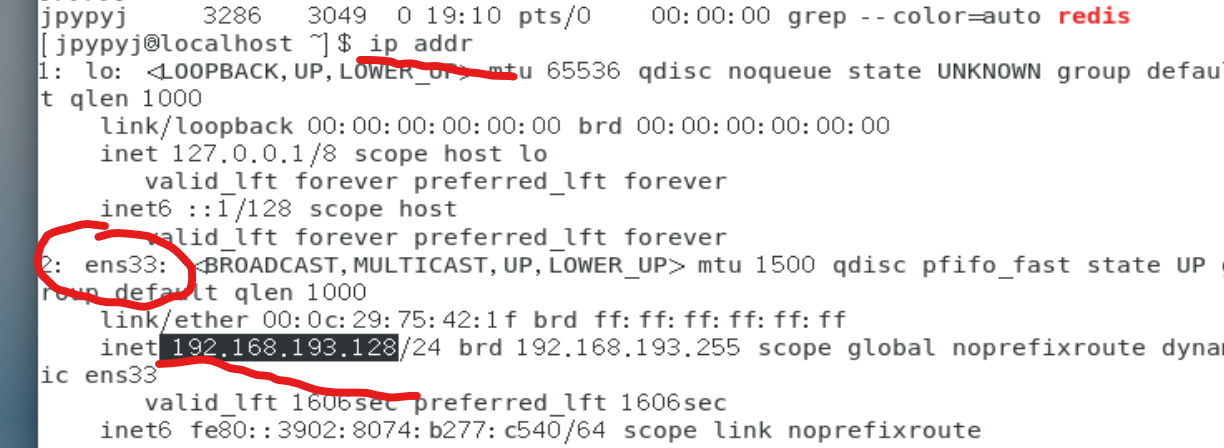 jpypyj 3286 3049 0 19:10 pts/0 00:00:00 grep --color=auto redis
[jpypyj@localhost ~]$ ip addr
1: lo: <LOOPBACK,UP,LOWER_UP> mtu 65536 qdisc noqueue state UNKNOWN group defaul
t qlen 1000
link/loopback 00:00:00:00:00:00 brd 00:00:00:00:00:00
inet 127.0.0.1/8 scope host lo
valid_lft forever preferred_lft forever
inet6 ::1/128 scope host
valid_lft forever preferred_lft forever
2: ens33: <BROADCAST,MULTICAST,UP,LOWER_UP> mtu 1500 qdisc pfifo_fast state UP g
roup default qlen 1000
link/ether 00:0c:29:75:42:1f brd ff:ff:ff:ff:ff:ff
inet 192.168.193.128/24 brd 192.168.193.255 scope global noprefixroute dynam
ic ens33
valid_lft 1606sec preferred_lft 1606sec
inet6 fe80::3902:8074:b277:c540/64 scope link noprefixroute